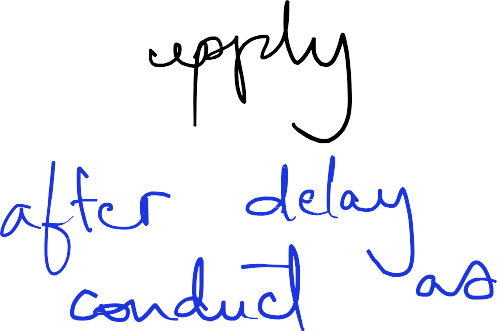 apply
after delay
conduct as